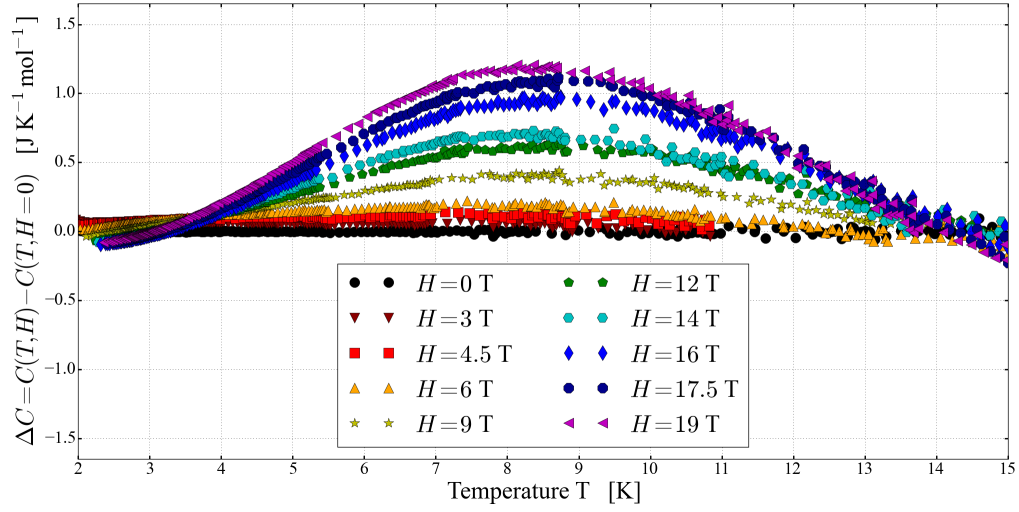 ΔC=C(T,H)−C(T,H=0) [J K⁻¹ mol⁻¹]
1.5
1.0
0.5
0.0
−0.5
−1.0
−1.5
H=0 T
H=3 T
H=4.5 T
H=6 T
H=9 T
H=12 T
H=14 T
H=16 T
H=17.5 T
H=19 T
2 3 4 5 6 7 8 9 10 11 12 13 14 15
Temperature T [K]